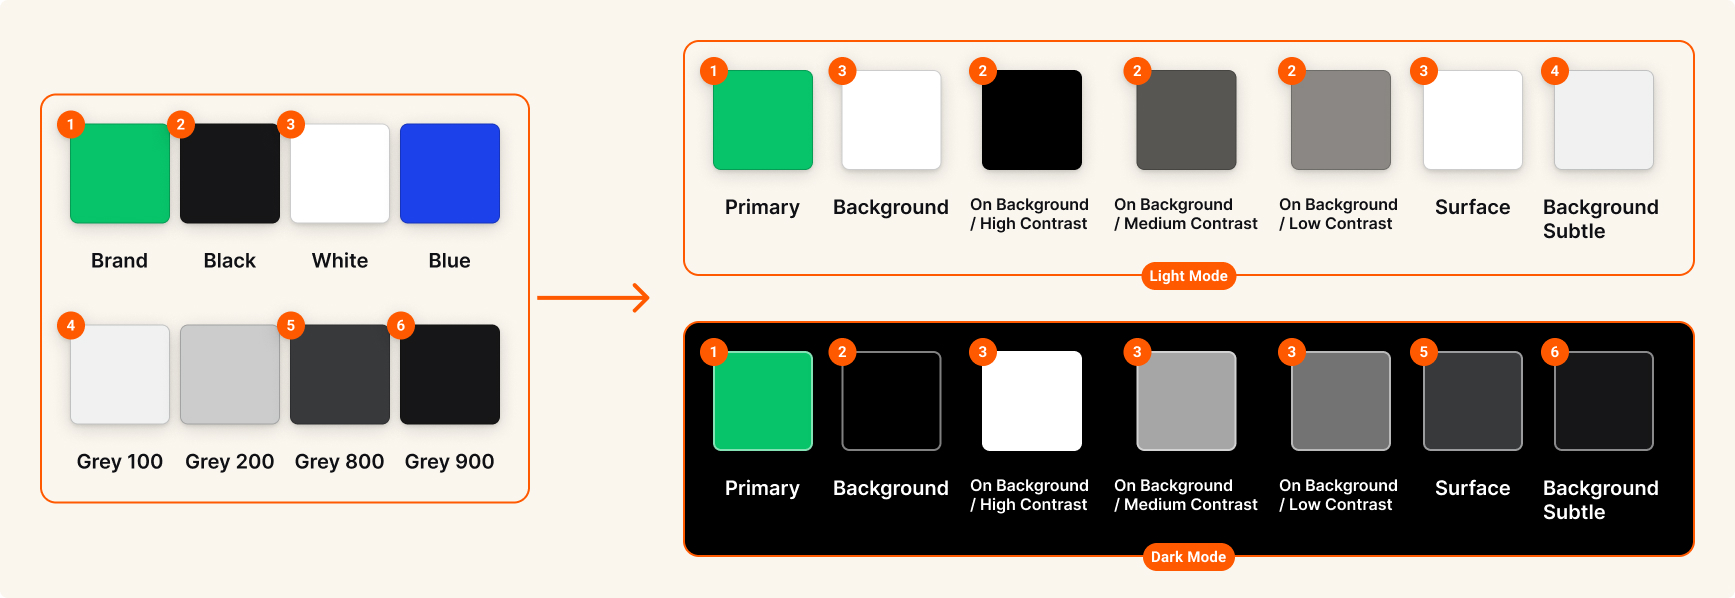 1
2
3
Brand
Black
White
Blue
4
5
6
Grey 100
Grey 200
Grey 800
Grey 900
1
3
2
2
2
3
4
Primary
Background
On Background
/ High Contrast
On Background
/ Medium Contrast
On Background
/ Low Contrast
Surface
Background
Subtle
Light Mode
1
2
3
3
3
5
6
Primary
Background
On Background
/ High Contrast
On Background
/ Medium Contrast
On Background
/ Low Contrast
Surface
Background
Subtle
Dark Mode